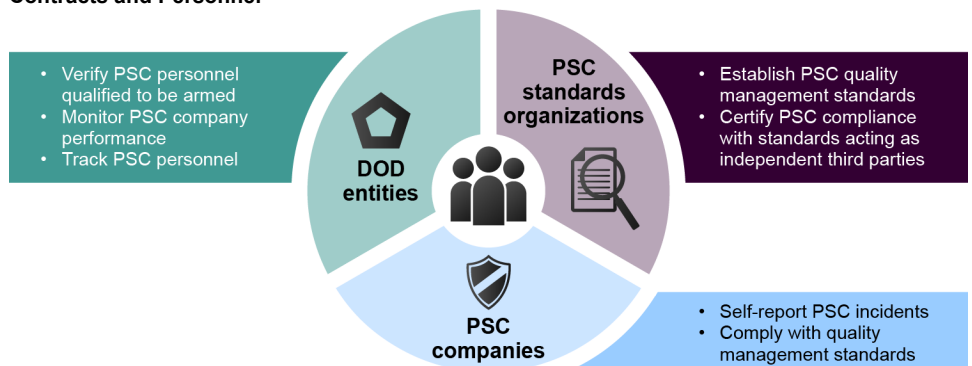 Contracts and Personnel
• Verify PSC personnel
qualified to be armed
• Monitor PSC company
performance
• Track PSC personnel
DOD
entities
PSC
standards
organizations
• Establish PSC quality
management standards
• Certify PSC compliance
with standards acting as
independent third parties
PSC
companies
• Self-report PSC incidents
• Comply with quality
management standards